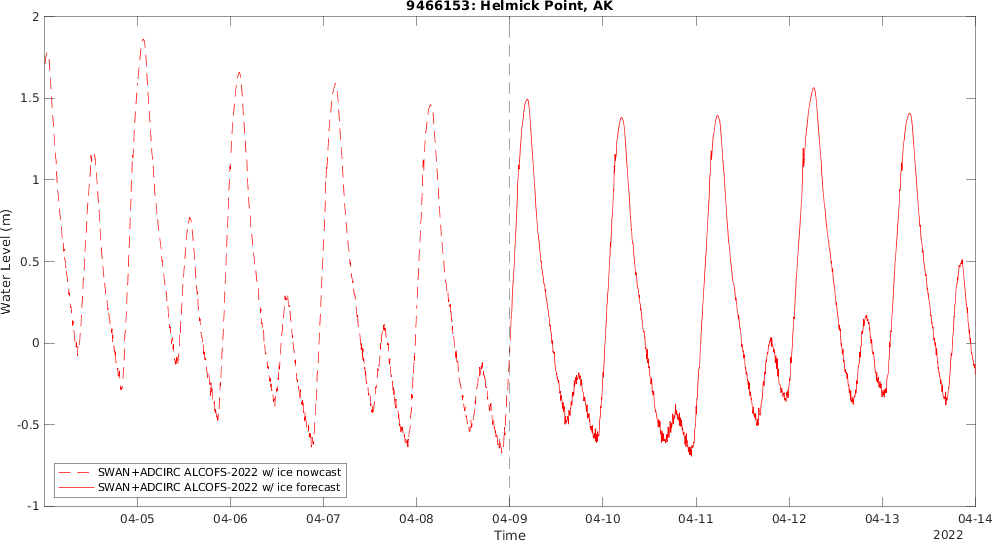 9466153: Helmick Point, AK
2
1.5
1
0.5
0
-0.5
-1
Water Level (m)
SWAN+ADCIRC ALCOFS-2022 w/ ice nowcast
SWAN+ADCIRC ALCOFS-2022 w/ ice forecast
04-05 04-06 04-07 04-08 04-09 04-10 04-11 04-12 04-13 04-14
Time
2022